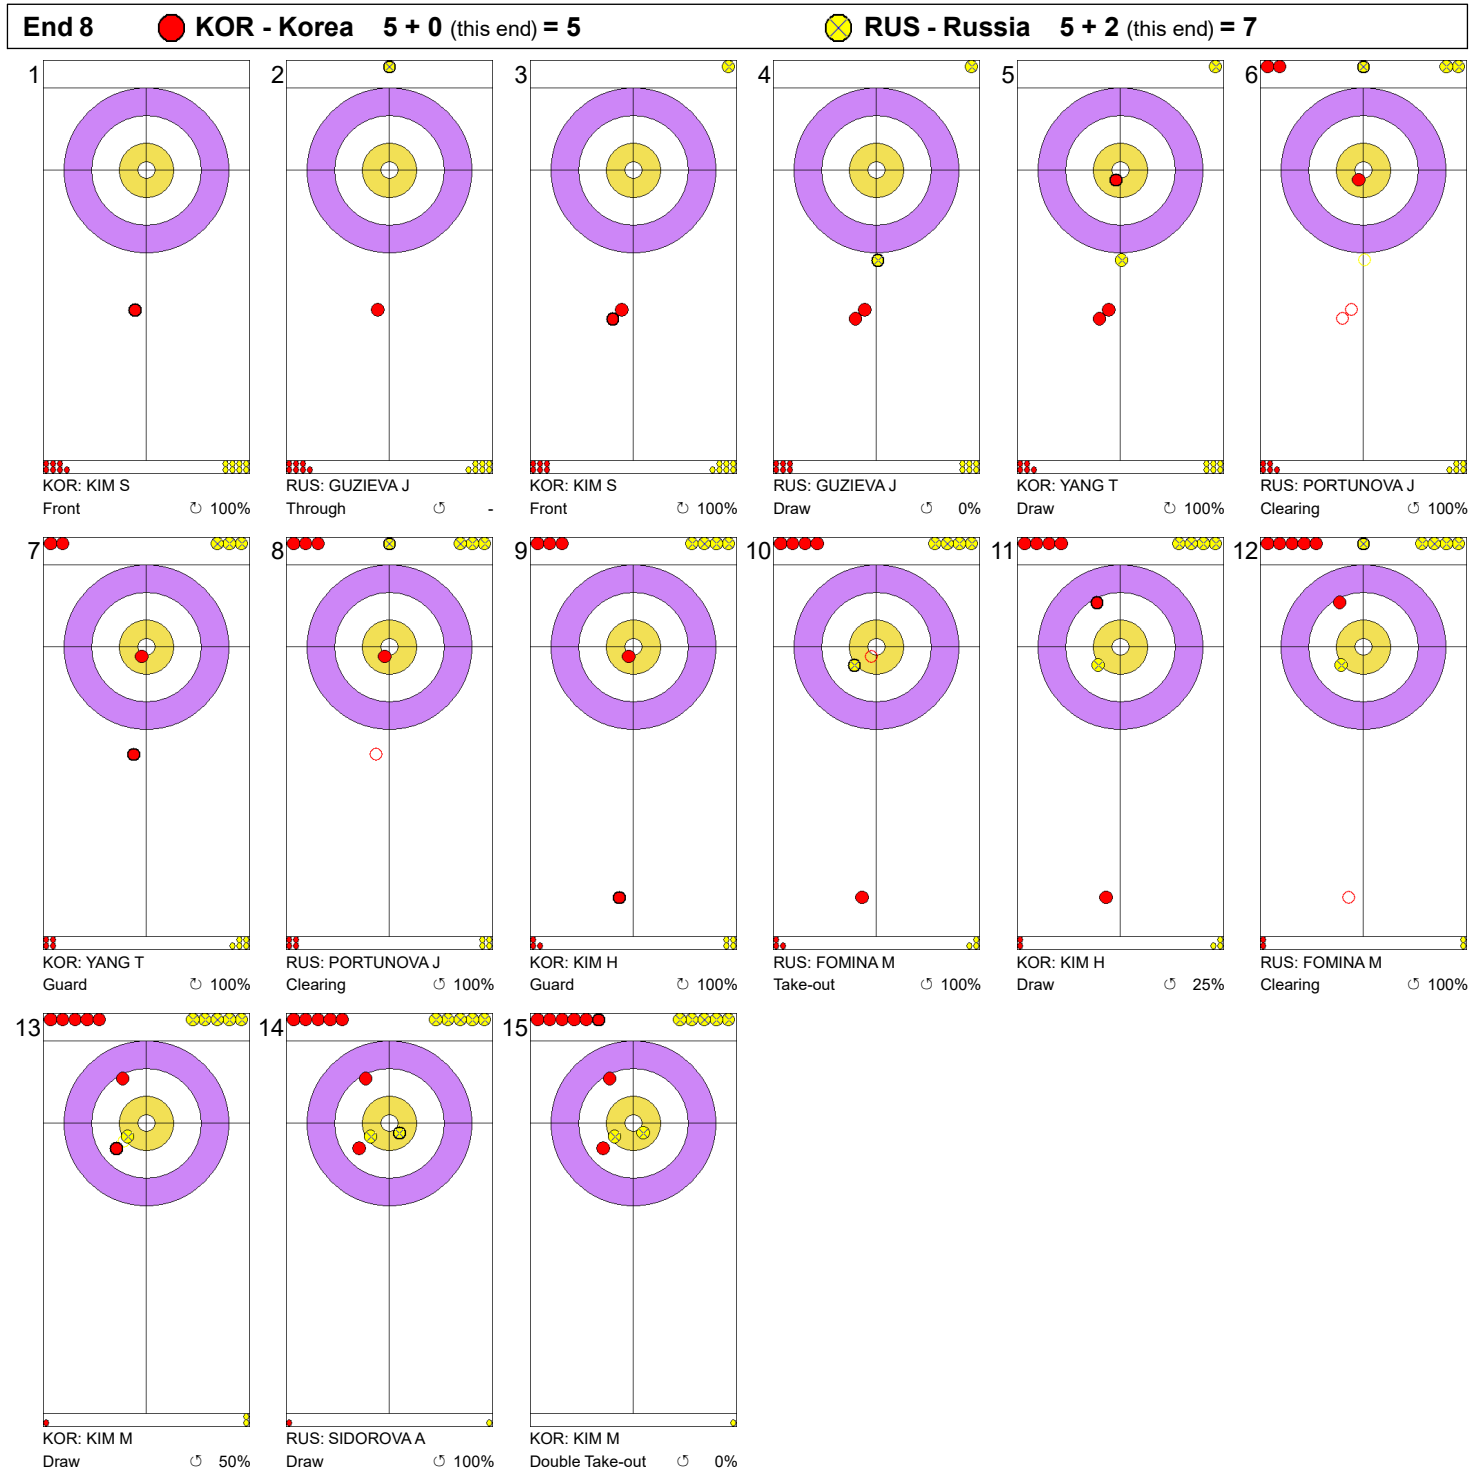 End 8 KOR - Korea 5 + 0 (this end) = 5 RUS - Russia 5 + 2 (this end) = 7
1 2 3 4 5 6
KOR: KIM S RUS: GUZIEVA J KOR: KIM S RUS: GUZIEVA J KOR: YANG T RUS: PORTUNOVA J
Front ↻ 100% Through ↺ - Front ↻ 100% Draw ↺ 0% Draw ↻ 100% Clearing ↺ 100%
7 8 9 10 11 12
KOR: YANG T RUS: PORTUNOVA J KOR: KIM H RUS: FOMINA M KOR: KIM H RUS: FOMINA M
Guard ↻ 100% Clearing ↺ 100% Guard ↻ 100% Take-out ↺ 100% Draw ↺ 25% Clearing ↺ 100%
13 14 15
KOR: KIM M RUS: SIDOROVA A KOR: KIM M
Draw ↺ 50% Draw ↺ 100% Double Take-out ↺ 0%